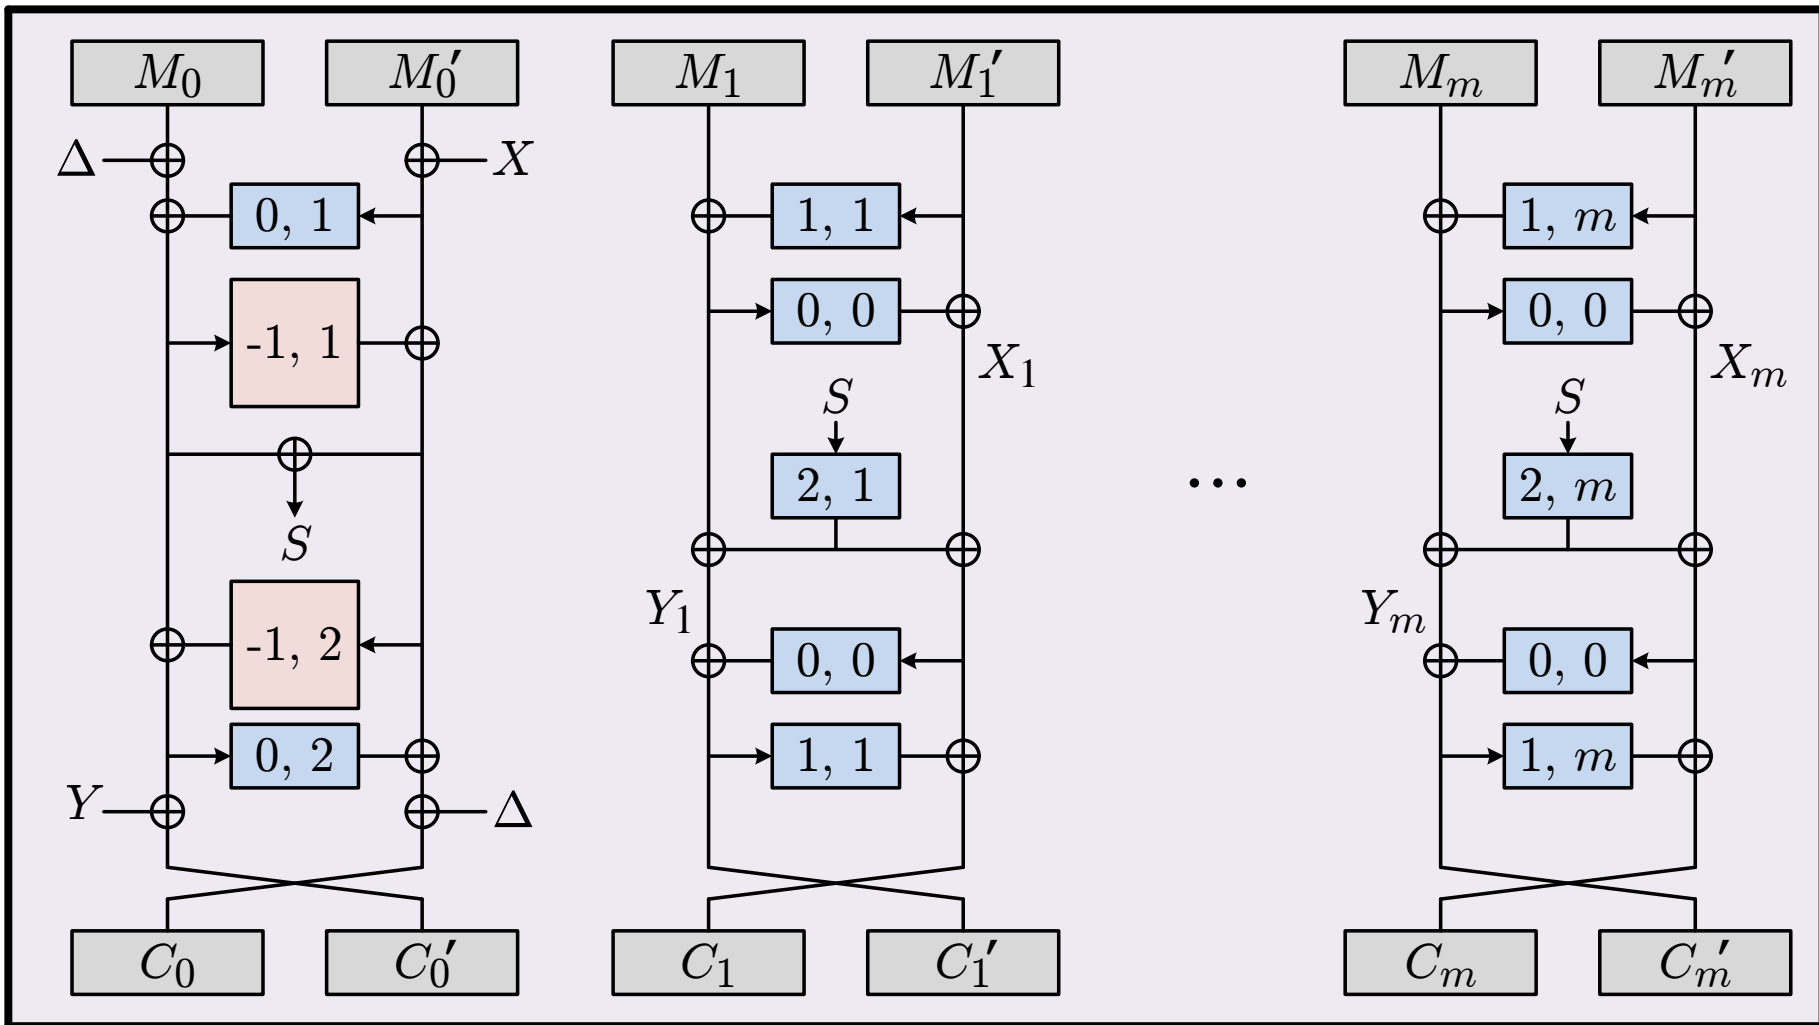 M₀ M₀′ M₁ M₁′ Mₘ Mₘ′
Δ X
0, 1 1, 1 1, m
-1, 1 0, 0 0, 0
X₁ Xₘ
S S
2, 1 ... 2, m
S
Y₁ Yₘ
-1, 2 0, 0 0, 0
0, 2 1, 1 1, m
Y Δ
C₀ C₀′ C₁ C₁′ Cₘ Cₘ′